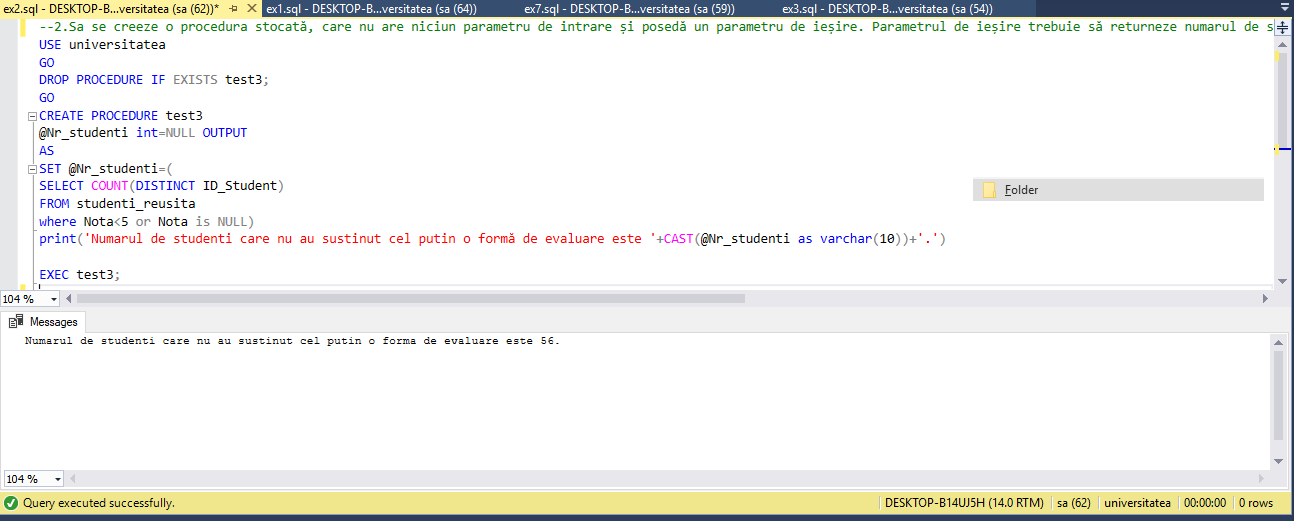 ex2.sql - DESKTOP-B...versitatea (sa (62))* ex1.sql - DESKTOP-B...versitatea (sa (64)) ex7.sql - DESKTOP-B...versitatea (sa (59)) ex3.sql - DESKTOP-B...versitatea (sa (54))
--2.Sa se creeze o procedura stocată, care nu are niciun parametru de intrare și posedă un parametru de ieșire. Parametrul de ieșire trebuie să returneze numarul de s
USE universitatea
GO
DROP PROCEDURE IF EXISTS test3;
GO
CREATE PROCEDURE test3
@Nr_studenti int=NULL OUTPUT
AS
SET @Nr_studenti=(
SELECT COUNT(DISTINCT ID_Student)
Folder
FROM studenti_reusita
where Nota<5 or Nota is NULL)
print('Numarul de studenti care nu au sustinut cel putin o formă de evaluare este '+CAST(@Nr_studenti as varchar(10))+'.')
EXEC test3;
104 %
Messages
Numarul de studenti care nu au sustinut cel putin o forma de evaluare este 56.
104 %
Query executed successfully. DESKTOP-B14UJ5H (14.0 RTM) sa (62) universitatea 00:00:00 0 rows